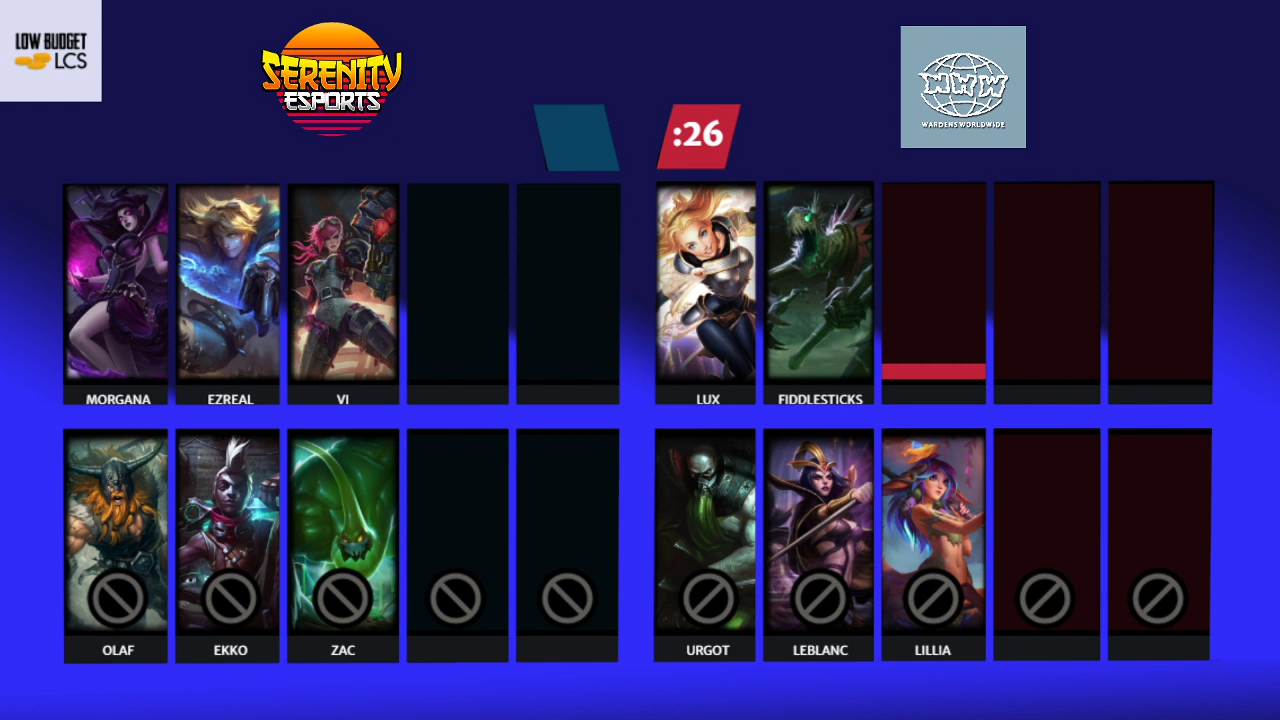 LOW BUDGET
LCS
SERENITY
ESPORTS
WWW
WARDENS WORLDWIDE
:26
MORGANA
EZREAL
VI
LUX
FIDDLESTICKS
OLAF
EKKO
ZAC
URGOT
LEBLANC
LILLIA